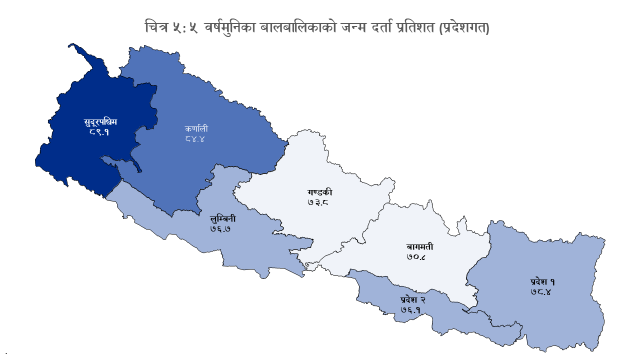 चित्र ५:५ वर्षमुनिका बालबालिकाको जन्म दर्ता प्रतिशत (प्रदेशगत)
सुदूरपश्चिम
८९.१
कर्णाली
८४.४
गण्डकी
७३.८
लुम्बिनी
७६.७
बागमती
७०.८
प्रदेश १
७८.४
प्रदेश २
७६.१